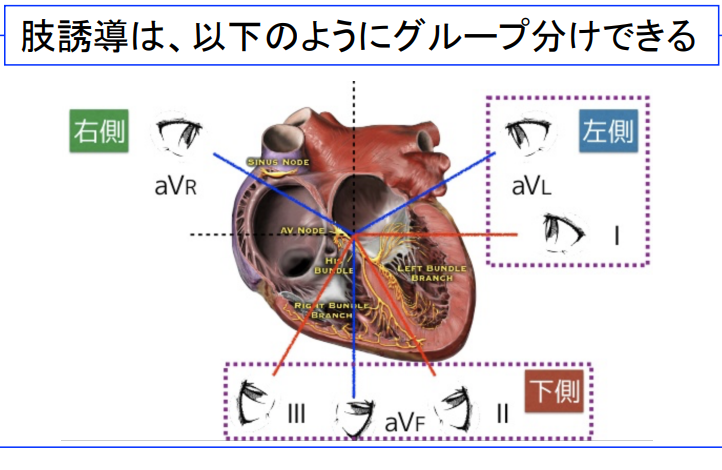 肢誘導は、以下のようにグループ分けできる
右側
左側
aVR
aVL
I
SINUS NODE
AV NODE
HIS
BUNDLE
LEFT BUNDLE
BRANCH
RIGHT BUNDLE
BRANCH
下側
III
aVF
II